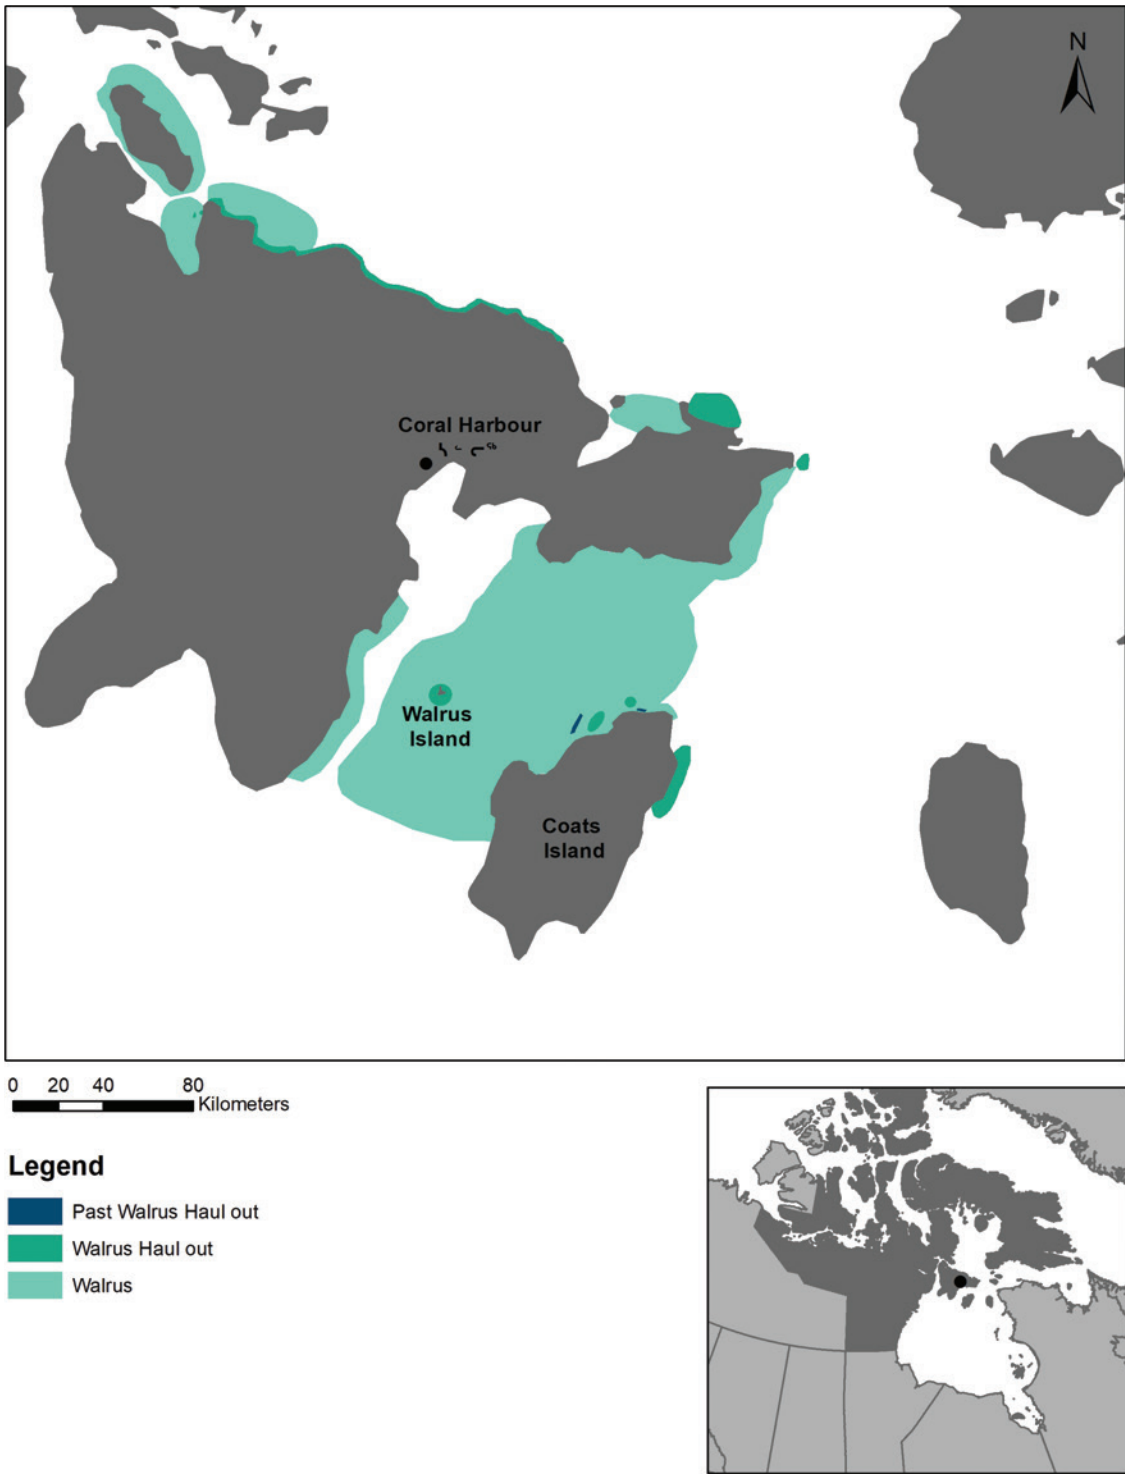 N
Coral Harbour
Walrus
Island
Coats
Island
0 20 40 80
Kilometers
Legend
Past Walrus Haul out
Walrus Haul out
Walrus